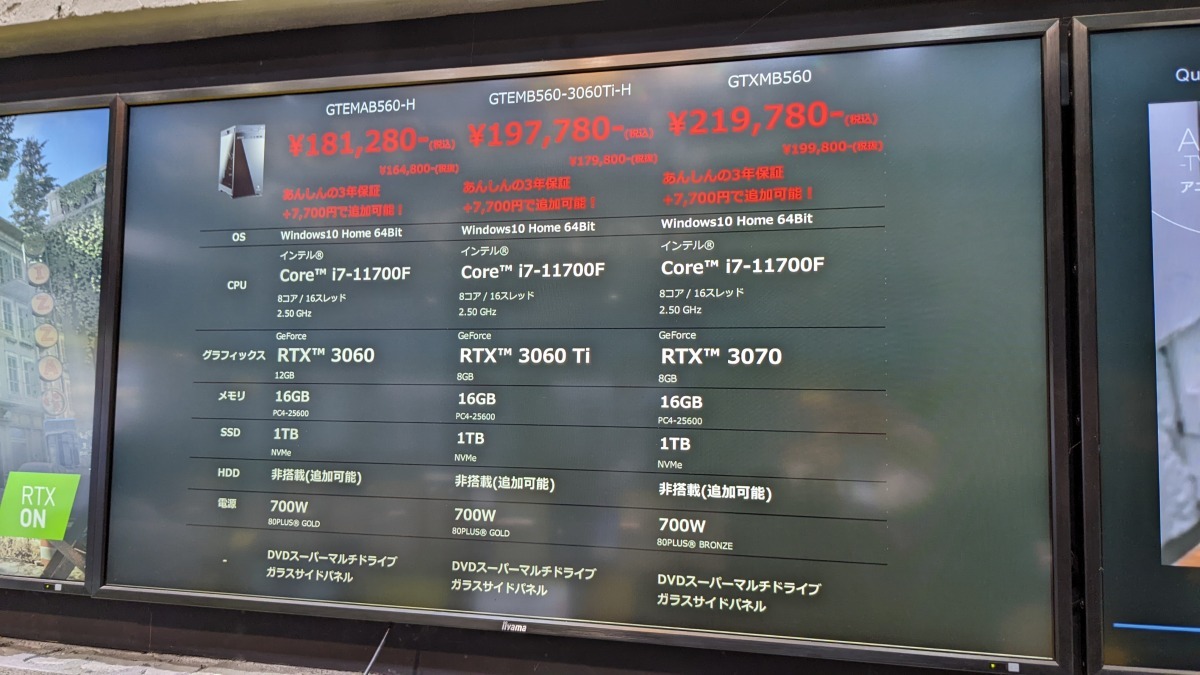 GTEMAB560-H GTEMB560-3060Ti-H GTXMB560
¥181,280-(税込) ¥197,780-(税込) ¥219,780-(税込)
¥164,800-(税抜) ¥179,800-(税抜) ¥199,800-(税抜)
あんしんの3年保証 あんしんの3年保証 あんしんの3年保証
+7,700円で追加可能! +7,700円で追加可能! +7,700円で追加可能!
OS Windows10 Home 64Bit Windows10 Home 64Bit Windows10 Home 64Bit
インテル® インテル® インテル®
CPU Core™ i7-11700F Core™ i7-11700F Core™ i7-11700F
8コア / 16スレッド 8コア / 16スレッド 8コア / 16スレッド
2.50 GHz 2.50 GHz 2.50 GHz
GeForce GeForce GeForce
グラフィックス RTX™ 3060 RTX™ 3060 Ti RTX™ 3070
12GB 8GB 8GB
メモリ 16GB 16GB 16GB
PC4-25600 PC4-25600 PC4-25600
SSD 1TB 1TB 1TB
NVMe NVMe NVMe
HDD 非搭載(追加可能) 非搭載(追加可能) 非搭載(追加可能)
電源 700W 700W 700W
80PLUS® GOLD 80PLUS® GOLD 80PLUS® BRONZE
- DVDスーパーマルチドライブ DVDスーパーマルチドライブ DVDスーパーマルチドライブ
ガラスサイドパネル ガラスサイドパネル ガラスサイドパネル
iiyama
RTX
ON
Qu
A
-T
アニ